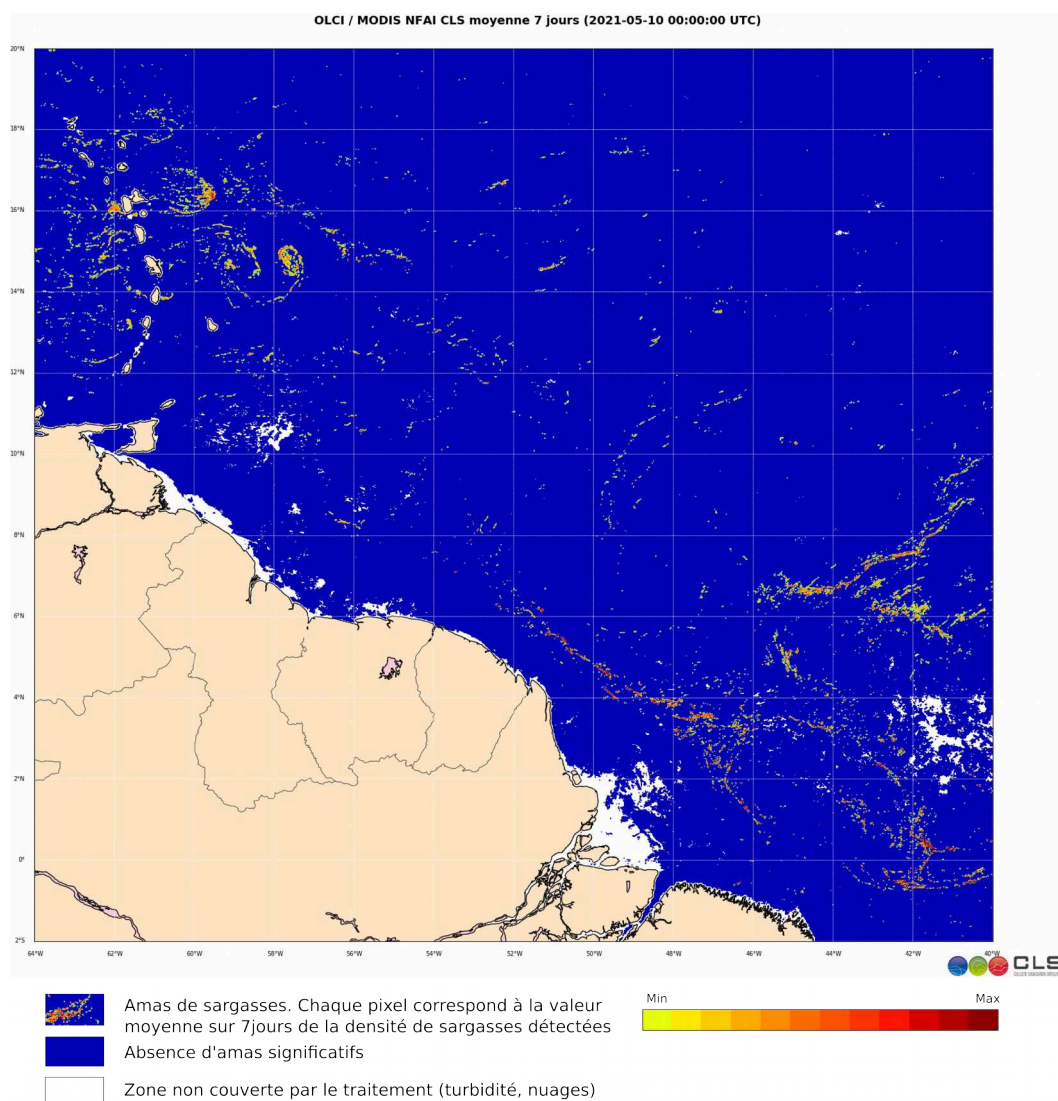 OLCI / MODIS NFAI CLS moyenne 7 jours (2021-05-10 00:00:00 UTC)
20°N
18°N
16°N
14°N
12°N
10°N
8°N
6°N
4°N
2°N
0°
2°S
64°W 62°W 60°W 58°W 56°W 54°W 52°W 50°W 48°W 46°W 44°W 42°W 40°W
CLS
Amas de sargasses. Chaque pixel correspond à la valeur
moyenne sur 7jours de la densité de sargasses détectées
Min Max
Absence d'amas significatifs
Zone non couverte par le traitement (turbidité, nuages)